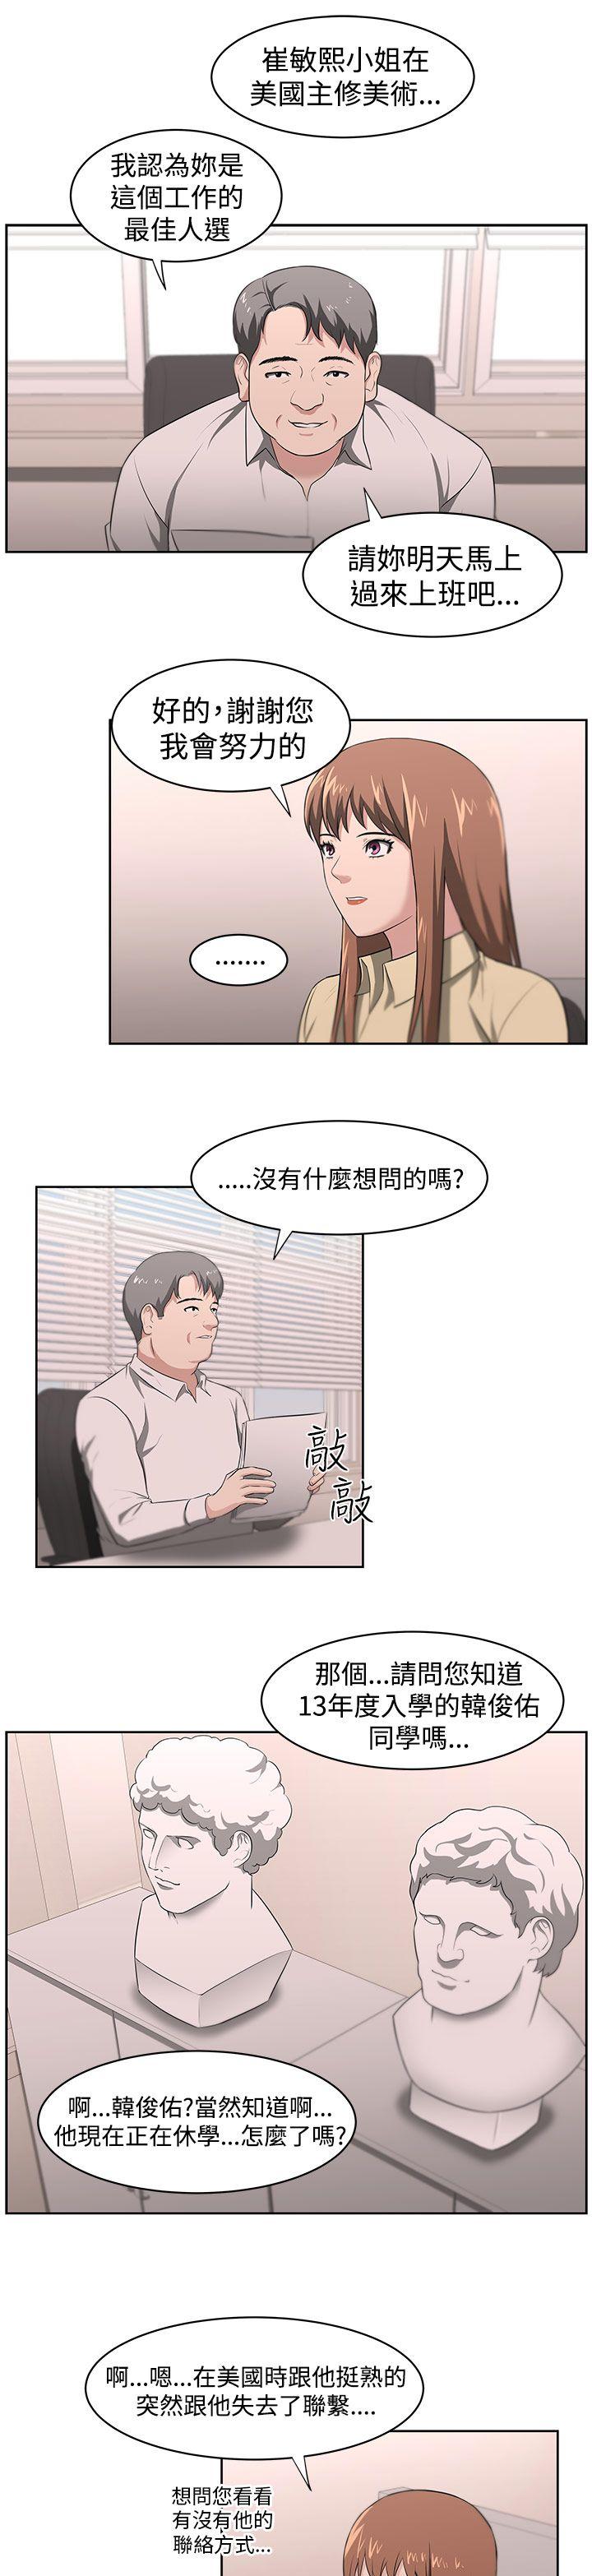 崔敏熙小姐在
美國主修美術...
我認為妳是
這個工作的
最佳人選
請妳明天馬上
過來上班吧...
好的，謝謝您
我會努力的
.......
.....沒有什麼想問的嗎?
敲
敲
那個...請問您知道
13年度入學的韓俊佑
同學嗎...
啊...韓俊佑?當然知道啊...
他現在正在休學...怎麼了嗎?
啊...嗯...在美國時跟他挺熟的
突然跟他失去了聯繫....
想問您看看
有沒有他的
聯絡方式...